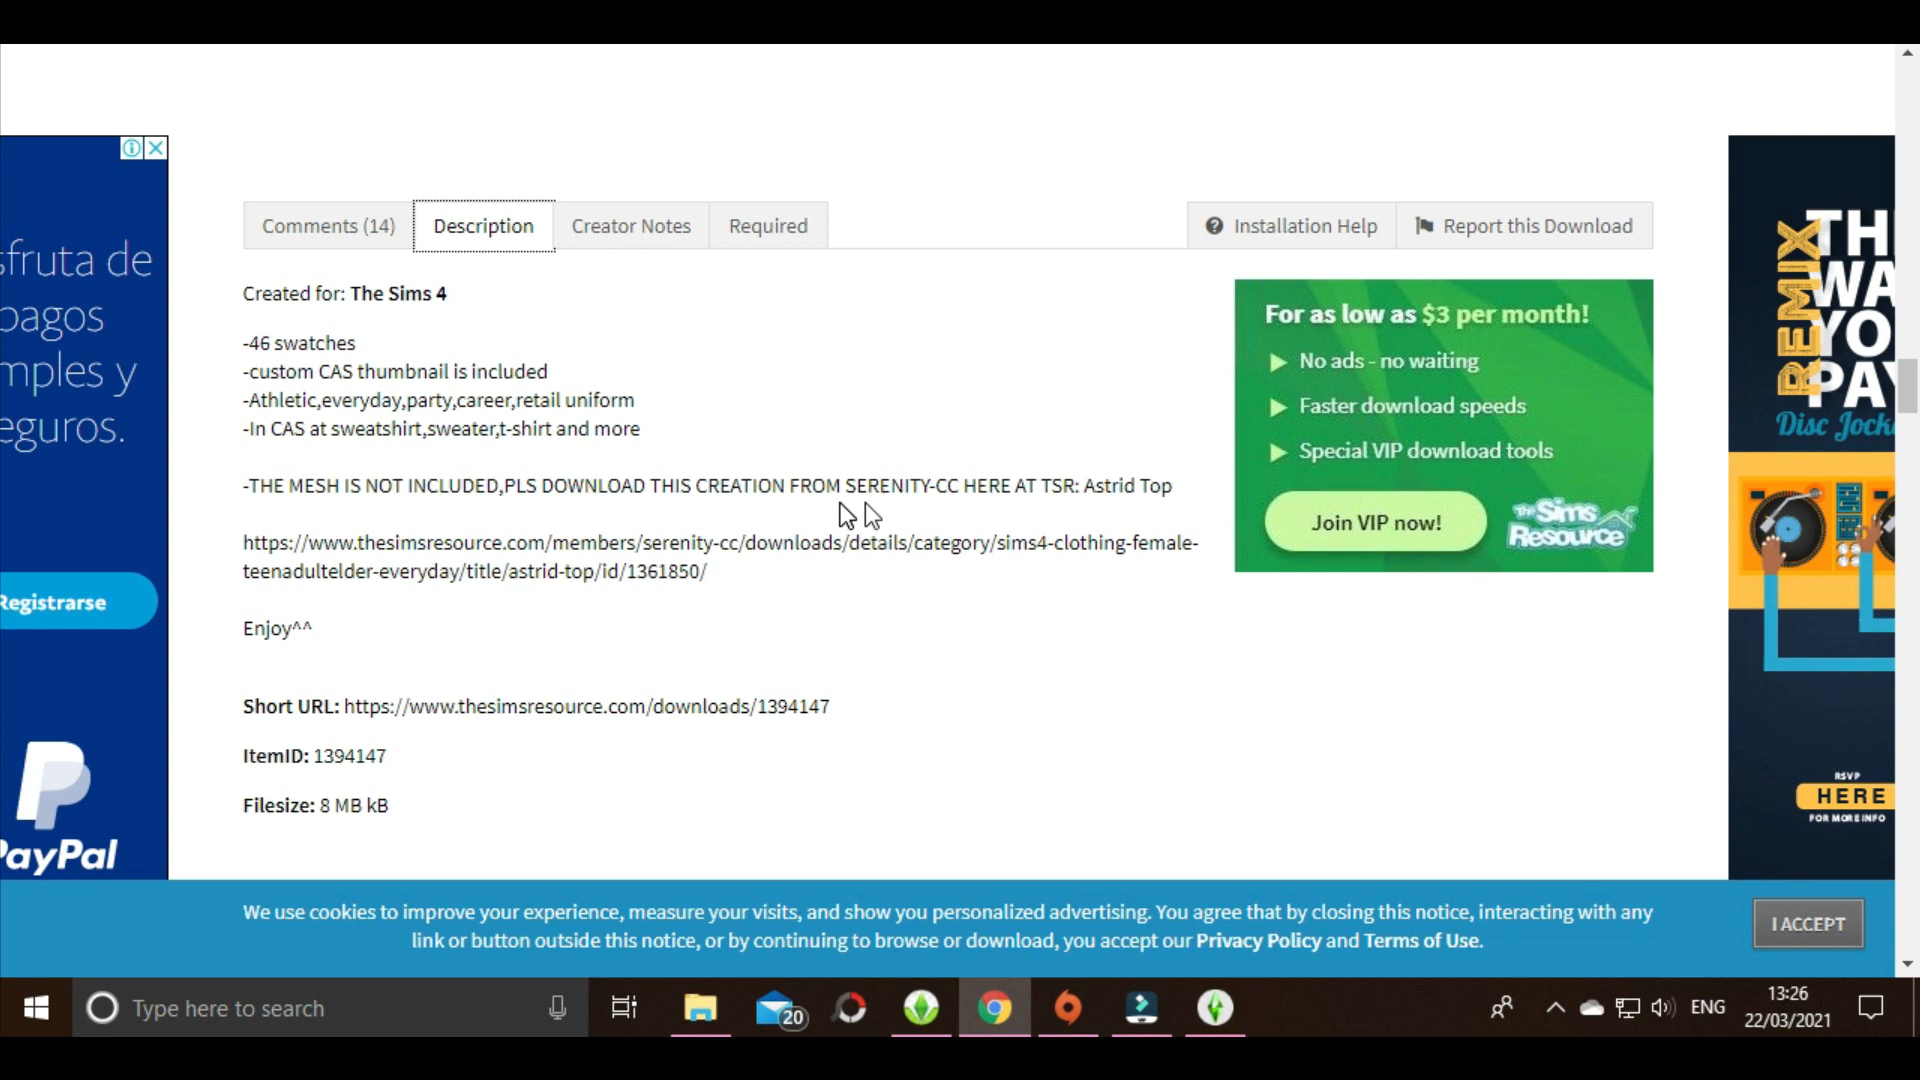 sfruta de
pagos
mples y
eguros.
Registrarse
PayPal
Comments (14)
Description
Creator Notes
Required
Installation Help
Report this Download
Created for: The Sims 4
-46 swatches
-custom CAS thumbnail is included
-Athletic,everyday,party,career,retail uniform
-In CAS at sweatshirt,sweater,t-shirt and more
-THE MESH IS NOT INCLUDED,PLS DOWNLOAD THIS CREATION FROM SERENITY-CC HERE AT TSR: Astrid Top
https://www.thesimsresource.com/members/serenity-cc/downloads/details/category/sims4-clothing-female-
teenadultelder-everyday/title/astrid-top/id/1361850/
Enjoy^^
Short URL: https://www.thesimsresource.com/downloads/1394147
ItemID: 1394147
Filesize: 8 MB kB
For as low as $3 per month!
No ads - no waiting
Faster download speeds
Special VIP download tools
Join VIP now!
The Sims
Resource
REMIX
TH
WA
YO
PAY
Disc Jock
RSVP
HERE
FOR MORE INFO
We use cookies to improve your experience, measure your visits, and show you personalized advertising. You agree that by closing this notice, interacting with any
link or button outside this notice, or by continuing to browse or download, you accept our Privacy Policy and Terms of Use.
I ACCEPT
Type here to search
20
ENG
13:26
22/03/2021